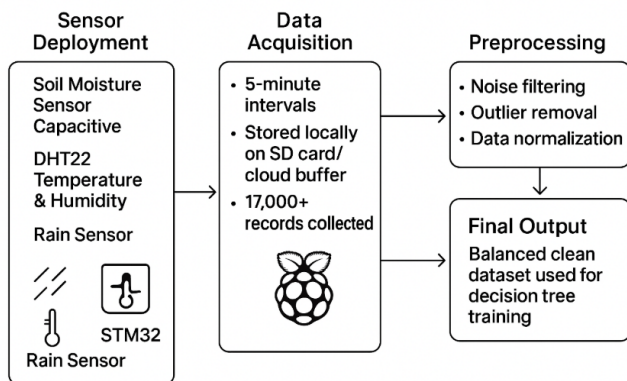 Sensor
Deployment
Soil Moisture
Sensor
Capacitive
DHT22
Temperature
& Humidity
Rain Sensor
STM32
Rain Sensor
Data
Acquisition
• 5-minute
intervals
• Stored locally
on SD card/
cloud buffer
• 17,000+
records collected
Preprocessing
• Noise filtering
• Outlier removal
• Data normalization
Final Output
Balanced clean
dataset used for
decision tree
training